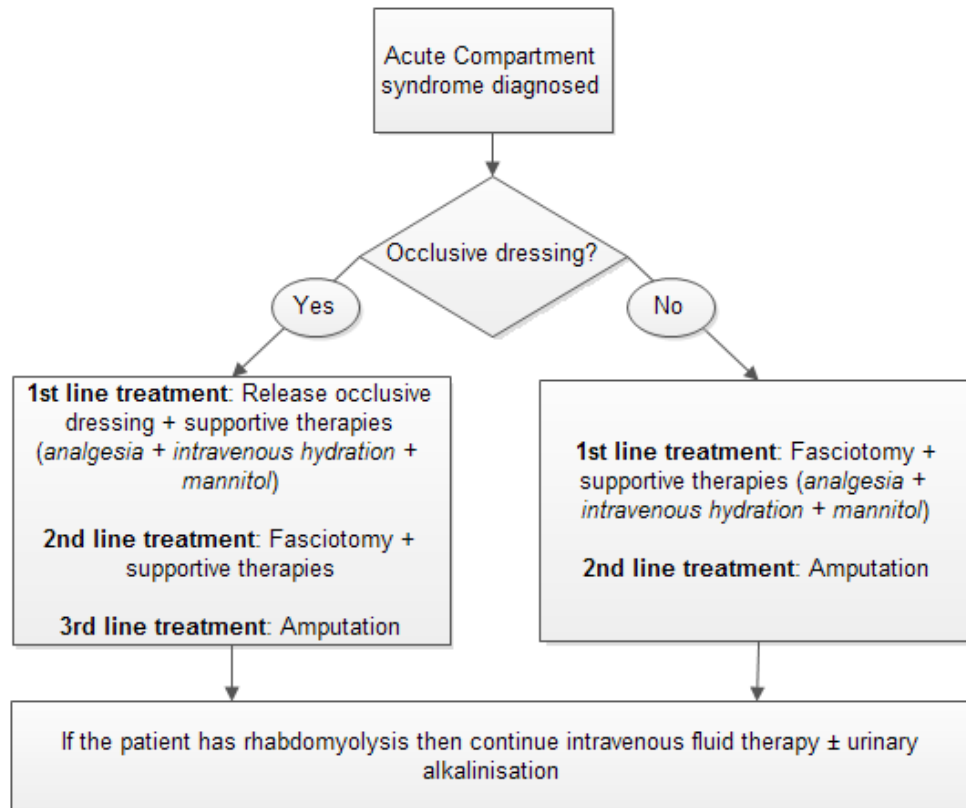 Acute Compartment
syndrome diagnosed
Occlusive dressing?
Yes
No
1st line treatment: Release occlusive
dressing + supportive therapies
(analgesia + intravenous hydration +
mannitol)
2nd line treatment: Fasciotomy +
supportive therapies
3rd line treatment: Amputation
1st line treatment: Fasciotomy +
supportive therapies (analgesia +
intravenous hydration + mannitol)
2nd line treatment: Amputation
If the patient has rhabdomyolysis then continue intravenous fluid therapy ± urinary
alkalinisation